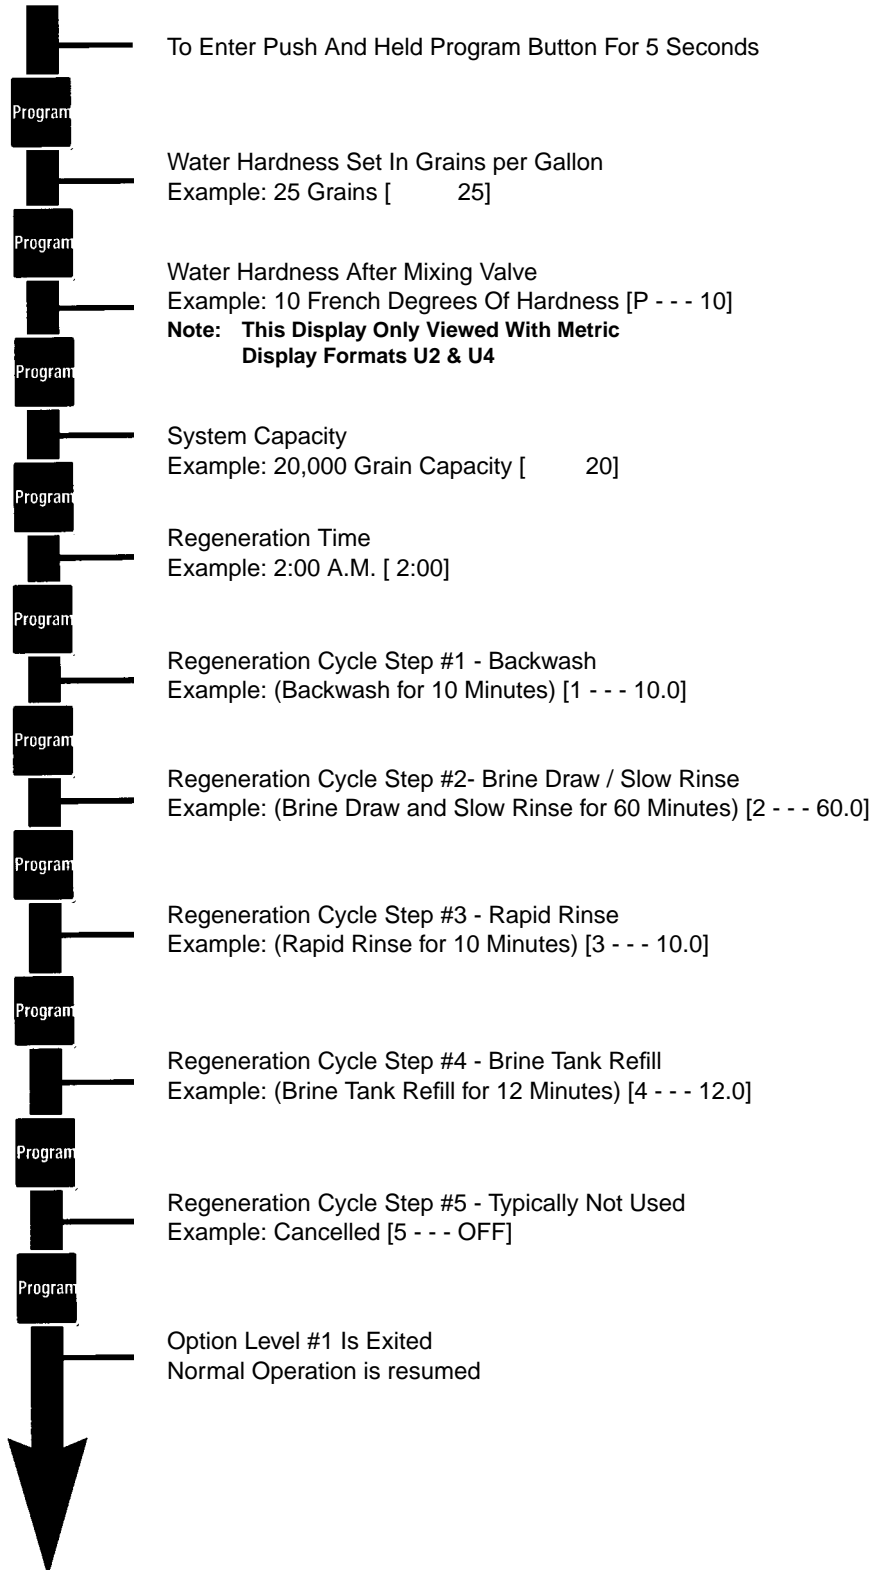 To Enter Push And Held Program Button For 5 Seconds
Program
Water Hardness Set In Grains per Gallon
Example: 25 Grains [ 25]
Program
Water Hardness After Mixing Valve
Example: 10 French Degrees Of Hardness [P - - - 10]
Note: This Display Only Viewed With Metric
Display Formats U2 & U4
Program
System Capacity
Example: 20,000 Grain Capacity [ 20]
Program
Regeneration Time
Example: 2:00 A.M. [ 2:00]
Program
Regeneration Cycle Step #1 - Backwash
Example: (Backwash for 10 Minutes) [1 - - - 10.0]
Program
Regeneration Cycle Step #2- Brine Draw / Slow Rinse
Example: (Brine Draw and Slow Rinse for 60 Minutes) [2 - - - 60.0]
Program
Regeneration Cycle Step #3 - Rapid Rinse
Example: (Rapid Rinse for 10 Minutes) [3 - - - 10.0]
Program
Regeneration Cycle Step #4 - Brine Tank Refill
Example: (Brine Tank Refill for 12 Minutes) [4 - - - 12.0]
Program
Regeneration Cycle Step #5 - Typically Not Used
Example: Cancelled [5 - - - OFF]
Program
Option Level #1 Is Exited
Normal Operation is resumed